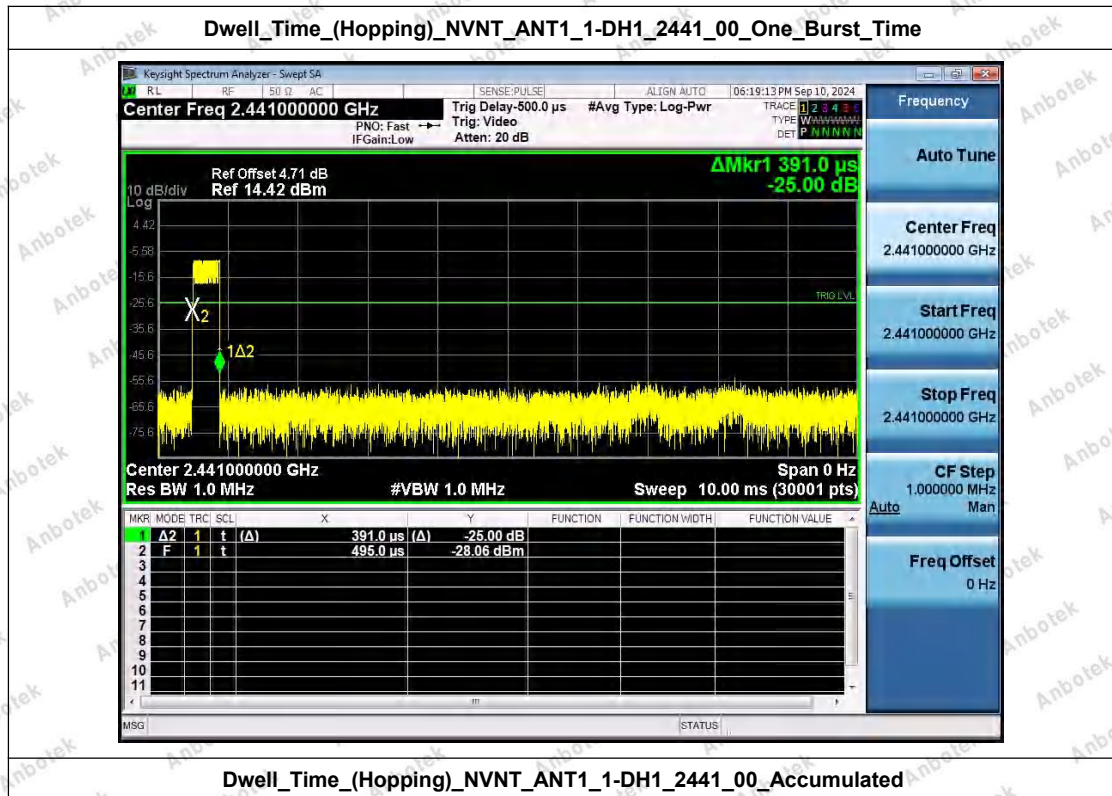 Dwell_Time_(Hopping)_NVNT_ANT1_1-DH1_2441_00_One_Burst_Time
Keysight Spectrum Analyzer - Swept SA
RL RF 50 Ω AC SENSE:PULSE ALIGN AUTO 06:19:13 PM Sep 10, 2024
Center Freq 2.441000000 GHz
PNO: Fast
IFGain:Low
Trig Delay-500.0 µs
Trig: Video
Atten: 20 dB
#Avg Type: Log-Pwr
TRACE 1 2 3 4 5 6
TYPE W
DET P N N N N N
ΔMkr1 391.0 µs
-25.00 dB
Ref Offset 4.71 dB
10 dB/div Ref 14.42 dBm
Log
4.42
-5.58
-15.6
-25.6
-35.6
-45.6
-55.6
-65.6
-75.6
TRIG LVL
X2
1Δ2
Center 2.441000000 GHz Span 0 Hz
Res BW 1.0 MHz #VBW 1.0 MHz Sweep 10.00 ms (30001 pts)
MKR MODE TRC SCL X Y FUNCTION FUNCTION WIDTH FUNCTION VALUE
1 Δ2 1 t (Δ) 391.0 µs (Δ) -25.00 dB
2 F 1 t 495.0 µs -28.06 dBm
3
4
5
6
7
8
9
10
11
MSG STATUS
Frequency
Auto Tune
Center Freq
2.441000000 GHz
Start Freq
2.441000000 GHz
Stop Freq
2.441000000 GHz
CF Step
1.000000 MHz
Auto Man
Freq Offset
0 Hz
Dwell_Time_(Hopping)_NVNT_ANT1_1-DH1_2441_00_Accumulated
Anbotek